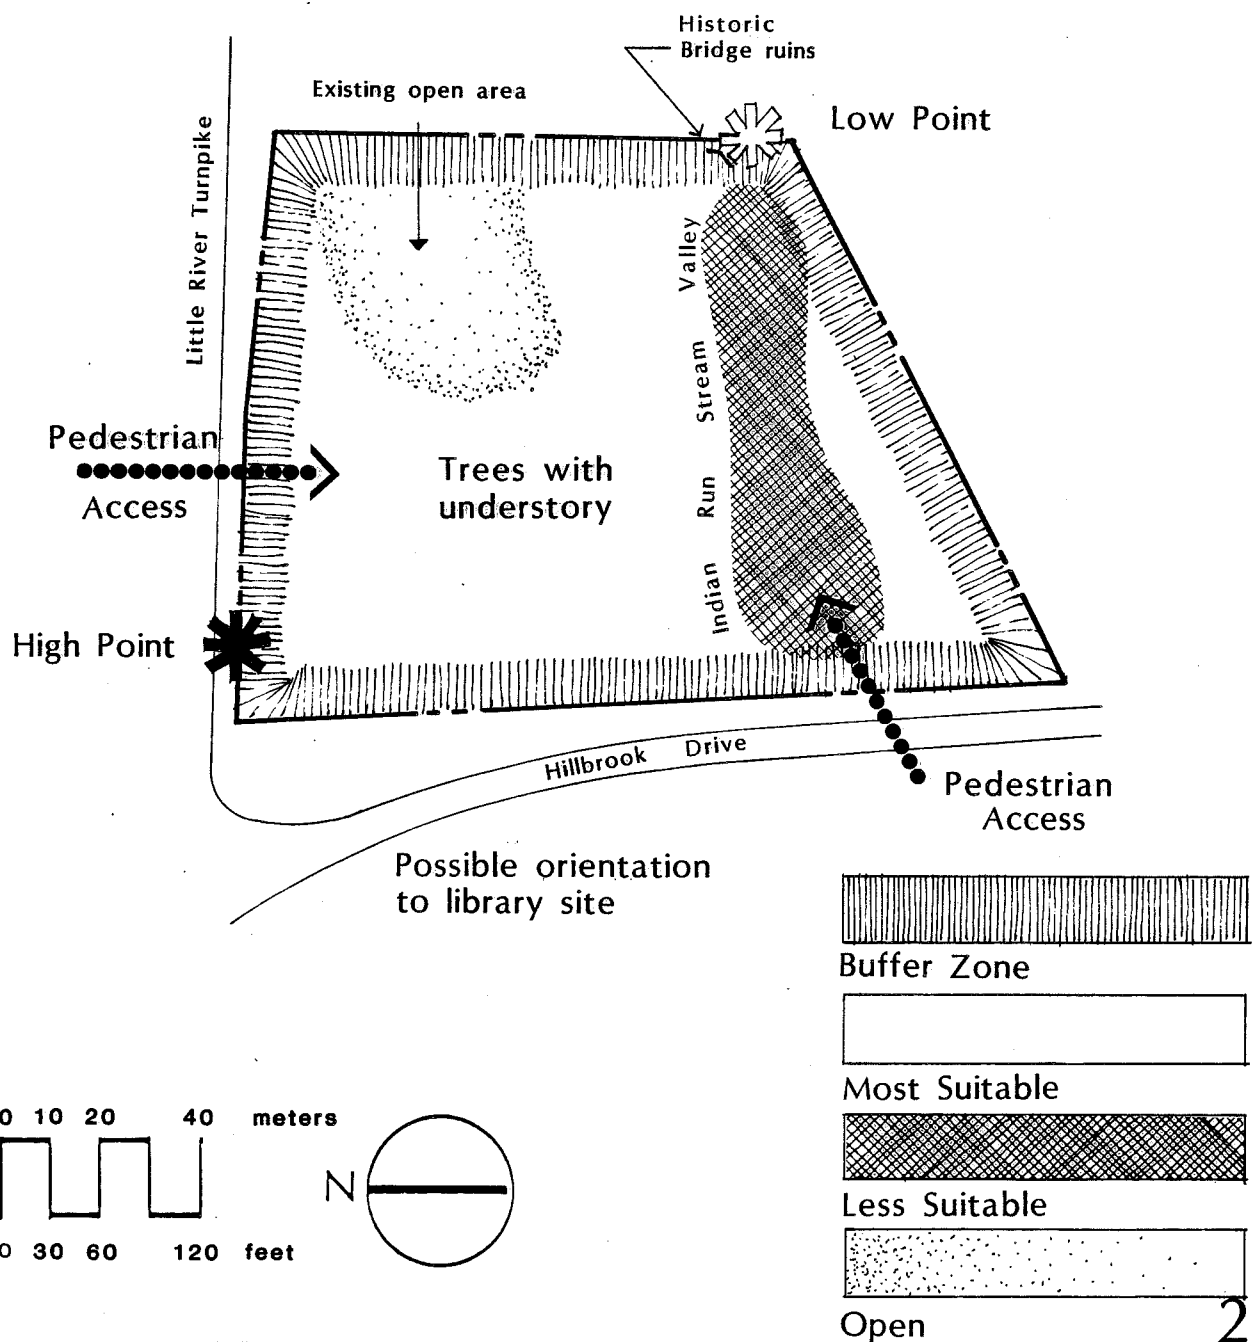 Historic
Bridge ruins
Existing open area
Low Point
Little River Turnpike
Indian Run Stream Valley
Pedestrian
Access
Trees with
understory
High Point
Hillbrook Drive
Pedestrian
Access
Possible orientation
to library site
Buffer Zone
Most Suitable
Less Suitable
Open
0 10 20 40 meters
0 30 60 120 feet
N
2